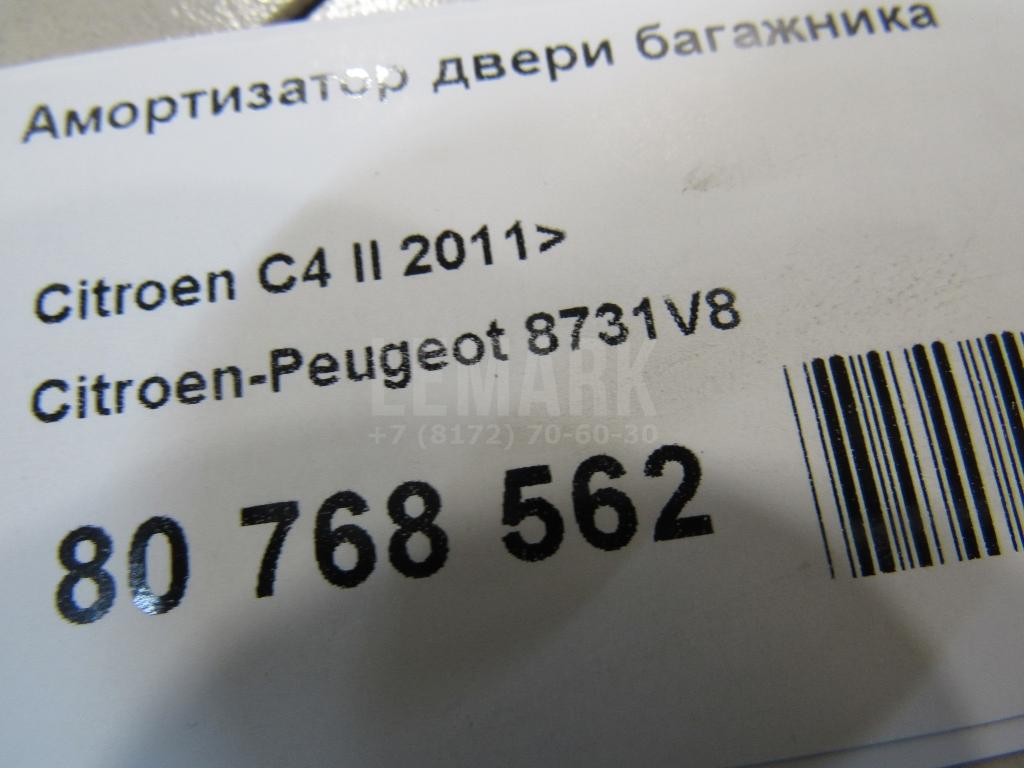 Амортизатор двери багажника
Citroen C4 II 2011>
Citroen-Peugeot 8731V8
LEMARK
+7 (8172) 70-60-30
80 768 562